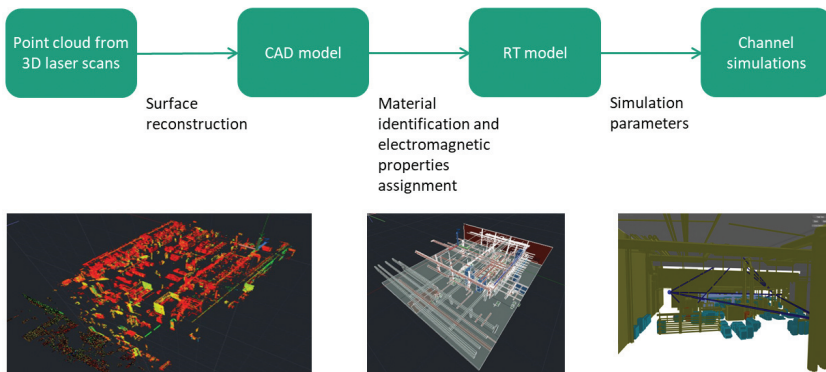 Point cloud from
3D laser scans
CAD model
RT model
Channel
simulations
Surface
reconstruction
Material
identification and
electromagnetic
properties
assignment
Simulation
parameters